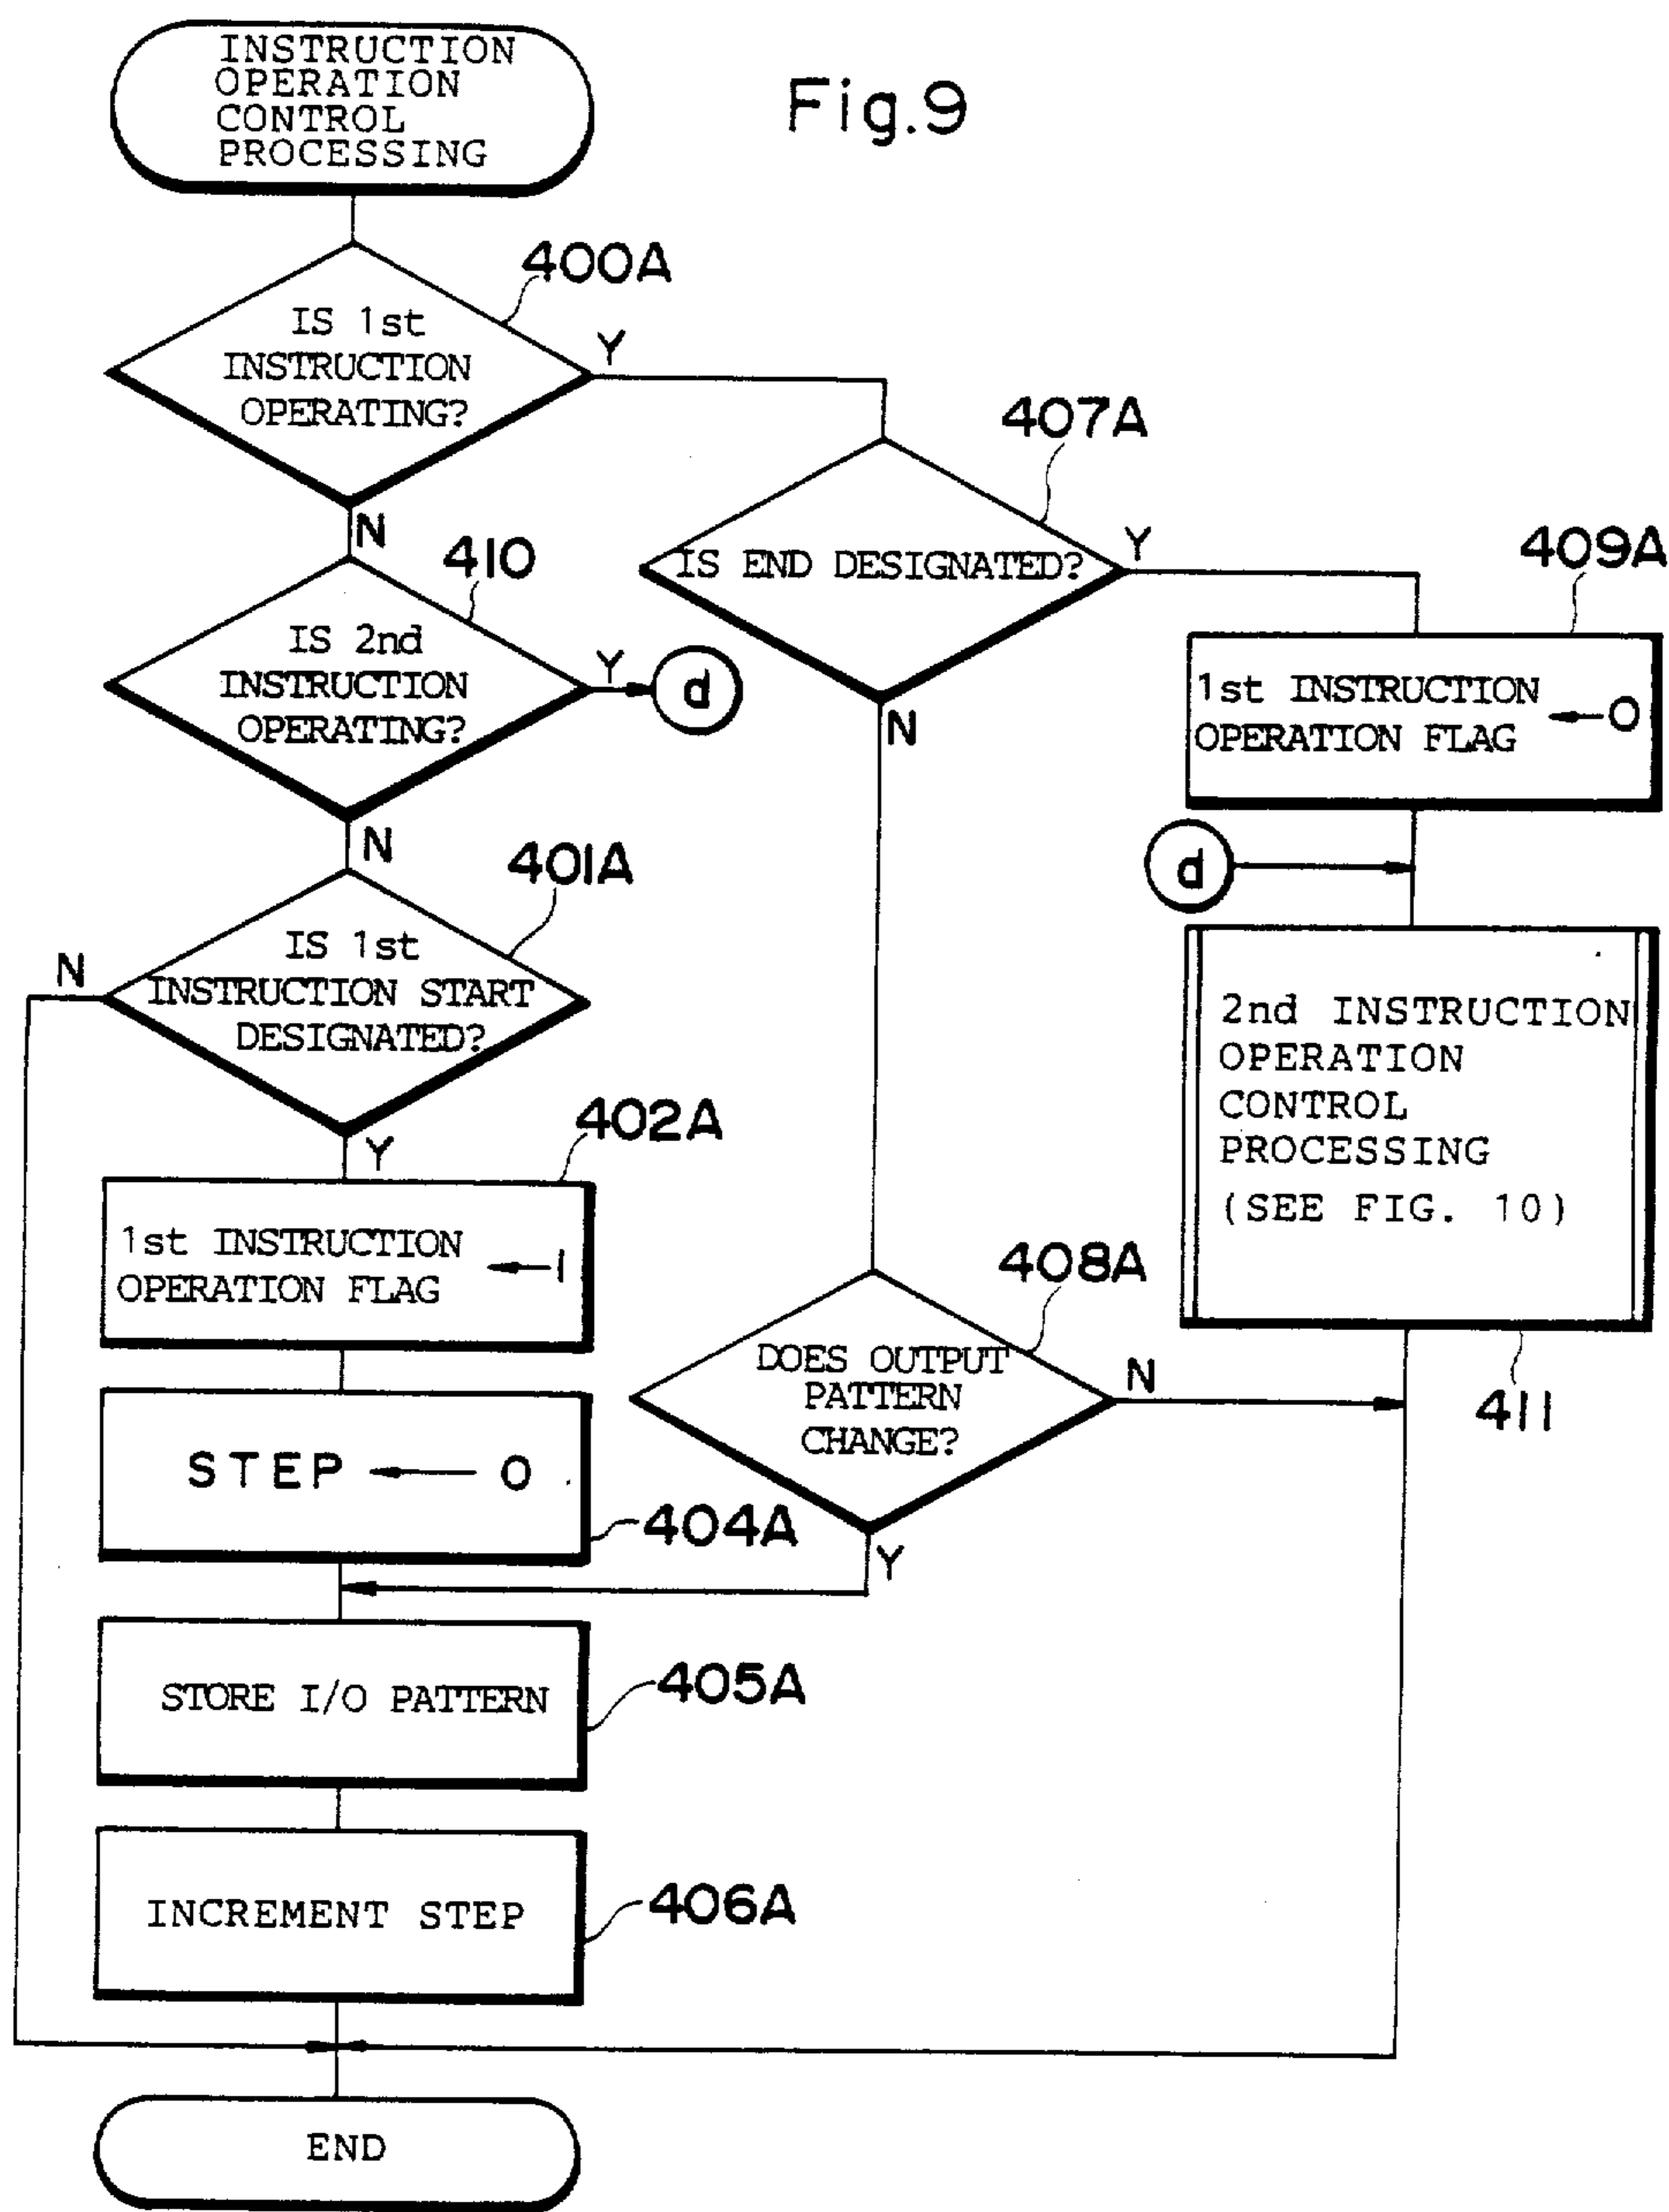 INSTRUCTION
OPERATION
CONTROL
PROCESSING
Fig.9
400A
IS 1st
INSTRUCTION
OPERATING?
Y
N
407A
IS END DESIGNATED?
Y
N
410
IS 2nd
INSTRUCTION
OPERATING?
Y
d
N
409A
1st INSTRUCTION
OPERATION FLAG ← 0
d
401A
IS 1st
INSTRUCTION START
DESIGNATED?
N
Y
2nd INSTRUCTION
OPERATION
CONTROL
PROCESSING
(SEE FIG. 10)
411
402A
1st INSTRUCTION
OPERATION FLAG ← 1
408A
DOES OUTPUT
PATTERN
CHANGE?
N
Y
STEP ← 0
404A
STORE I/O PATTERN
405A
INCREMENT STEP
406A
END